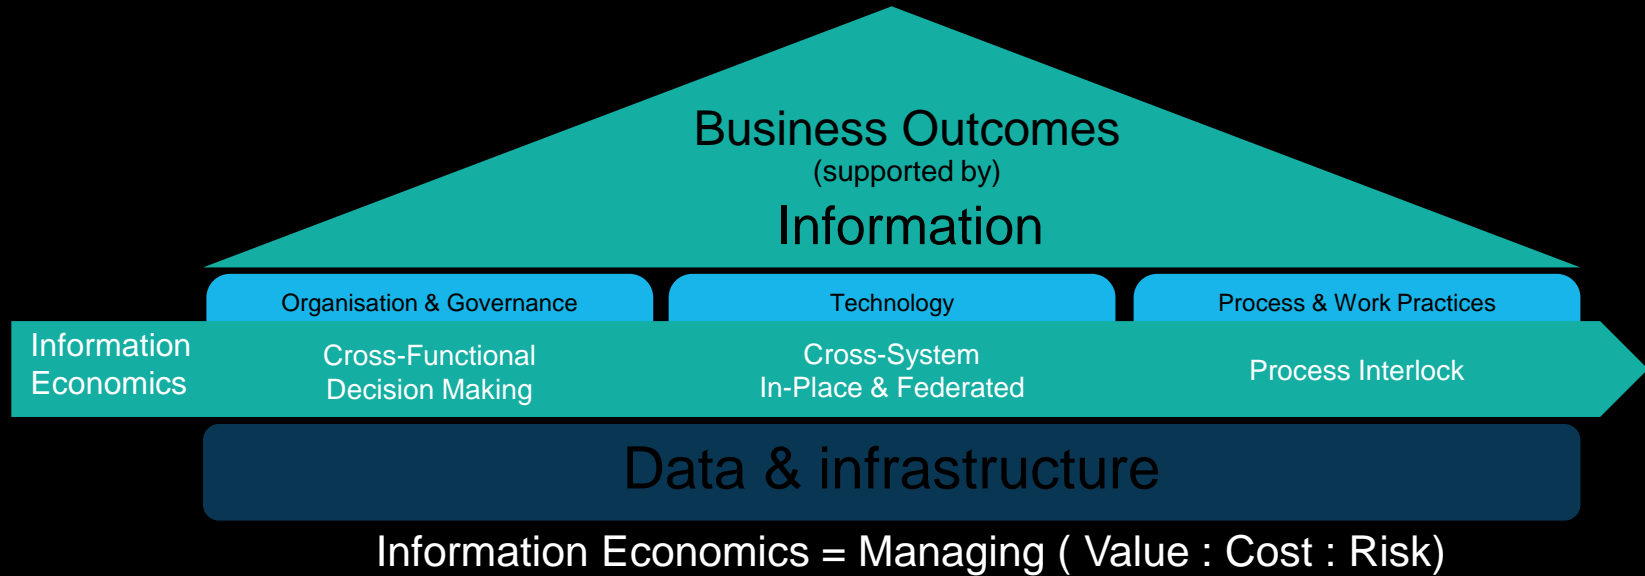 Business Outcomes
(supported by)
Information
Organisation & Governance
Technology
Process & Work Practices
Information
Economics
Cross-Functional
Decision Making
Cross-System
In-Place & Federated
Process Interlock
Data & infrastructure
Information Economics = Managing ( Value : Cost : Risk)